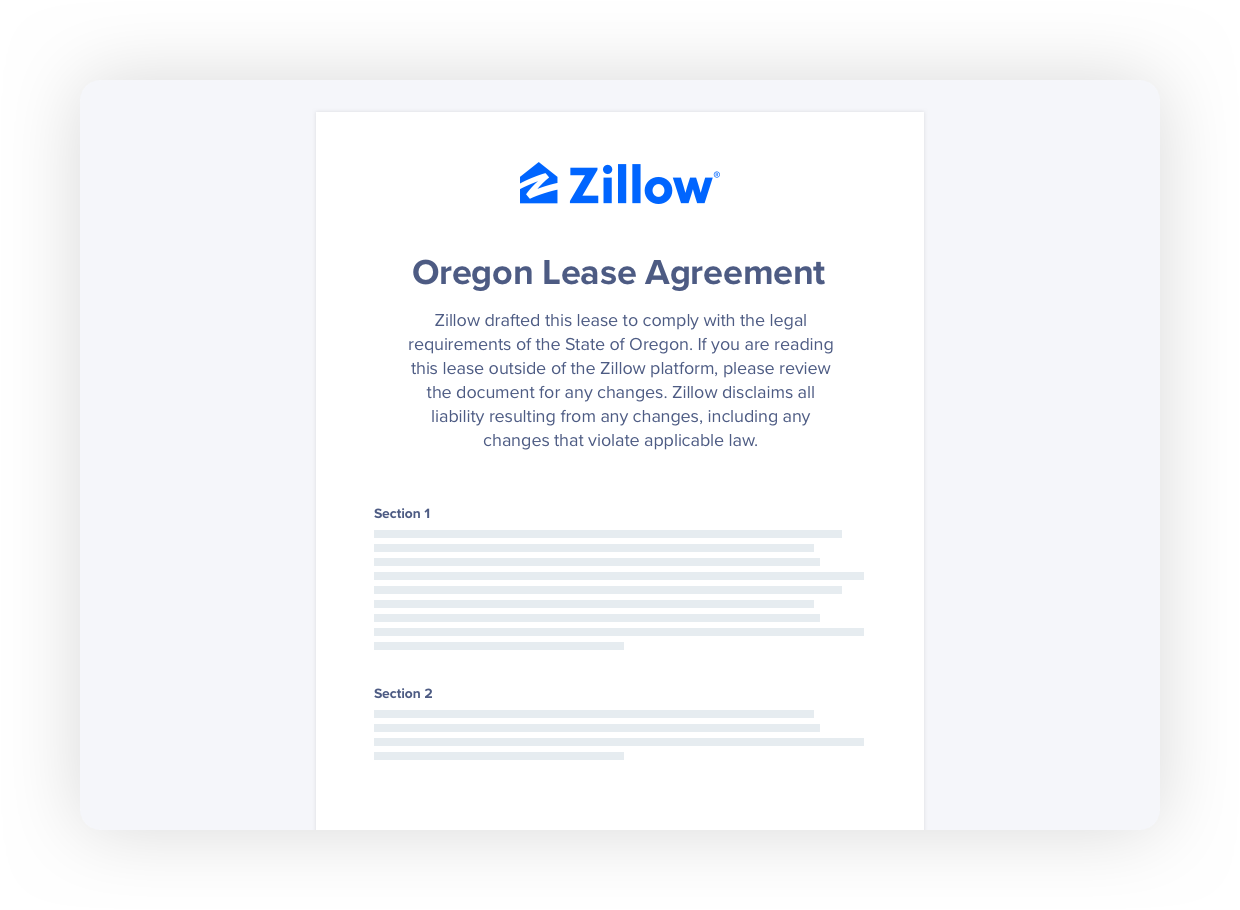 Zillow®
Oregon Lease Agreement
Zillow drafted this lease to comply with the legal
requirements of the State of Oregon. If you are reading
this lease outside of the Zillow platform, please review
the document for any changes. Zillow disclaims all
liability resulting from any changes, including any
changes that violate applicable law.
Section 1
Section 2